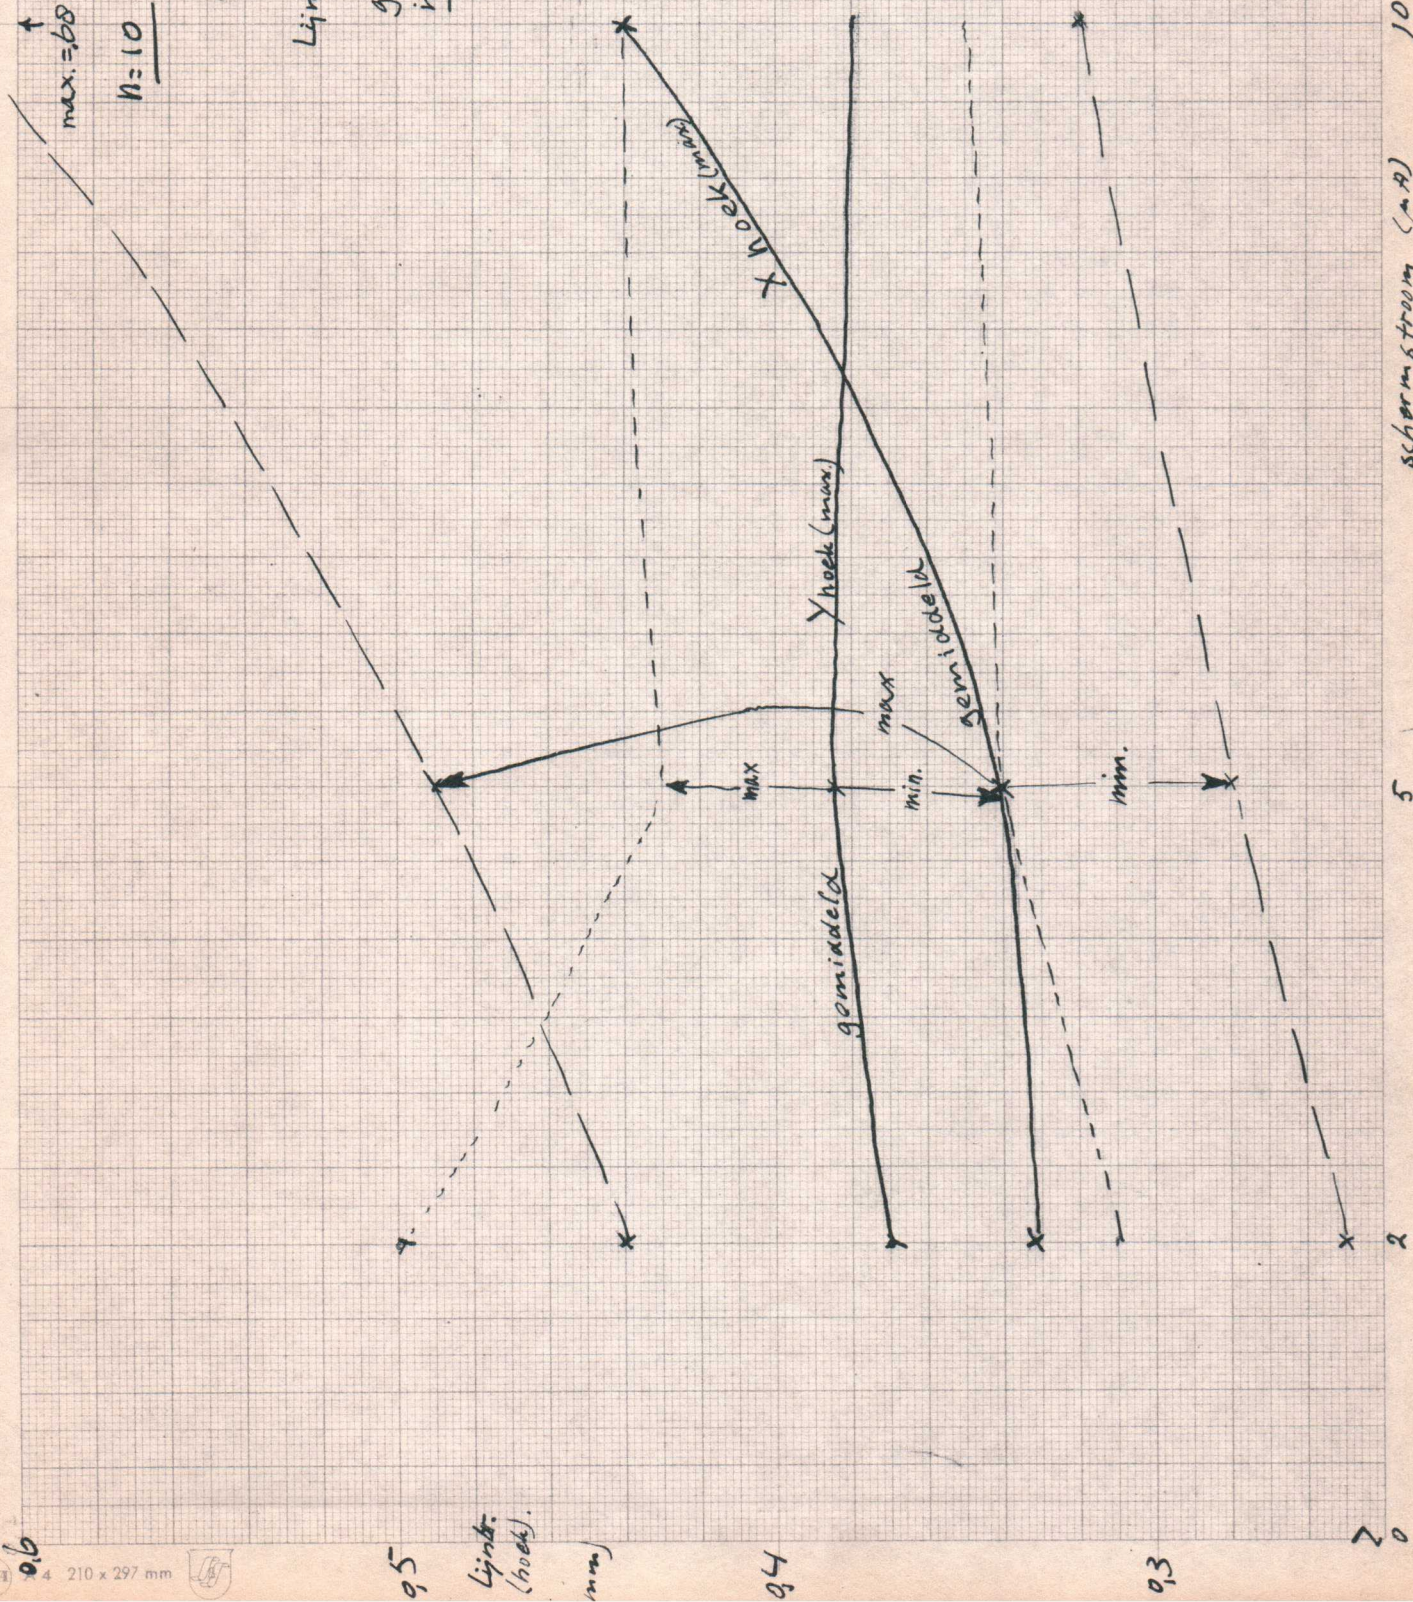 0,6
max.=,68
n=10
Lijn
0,5
Lijnbr.
(hoek).
mm)
X hoek (max)
0,4
Y hoek (max.)
gemiddeld
gemiddeld
max
max
min.
min.
0,3
0
2
5
10
schermstroom (mA)
A 4 210 x 297 mm